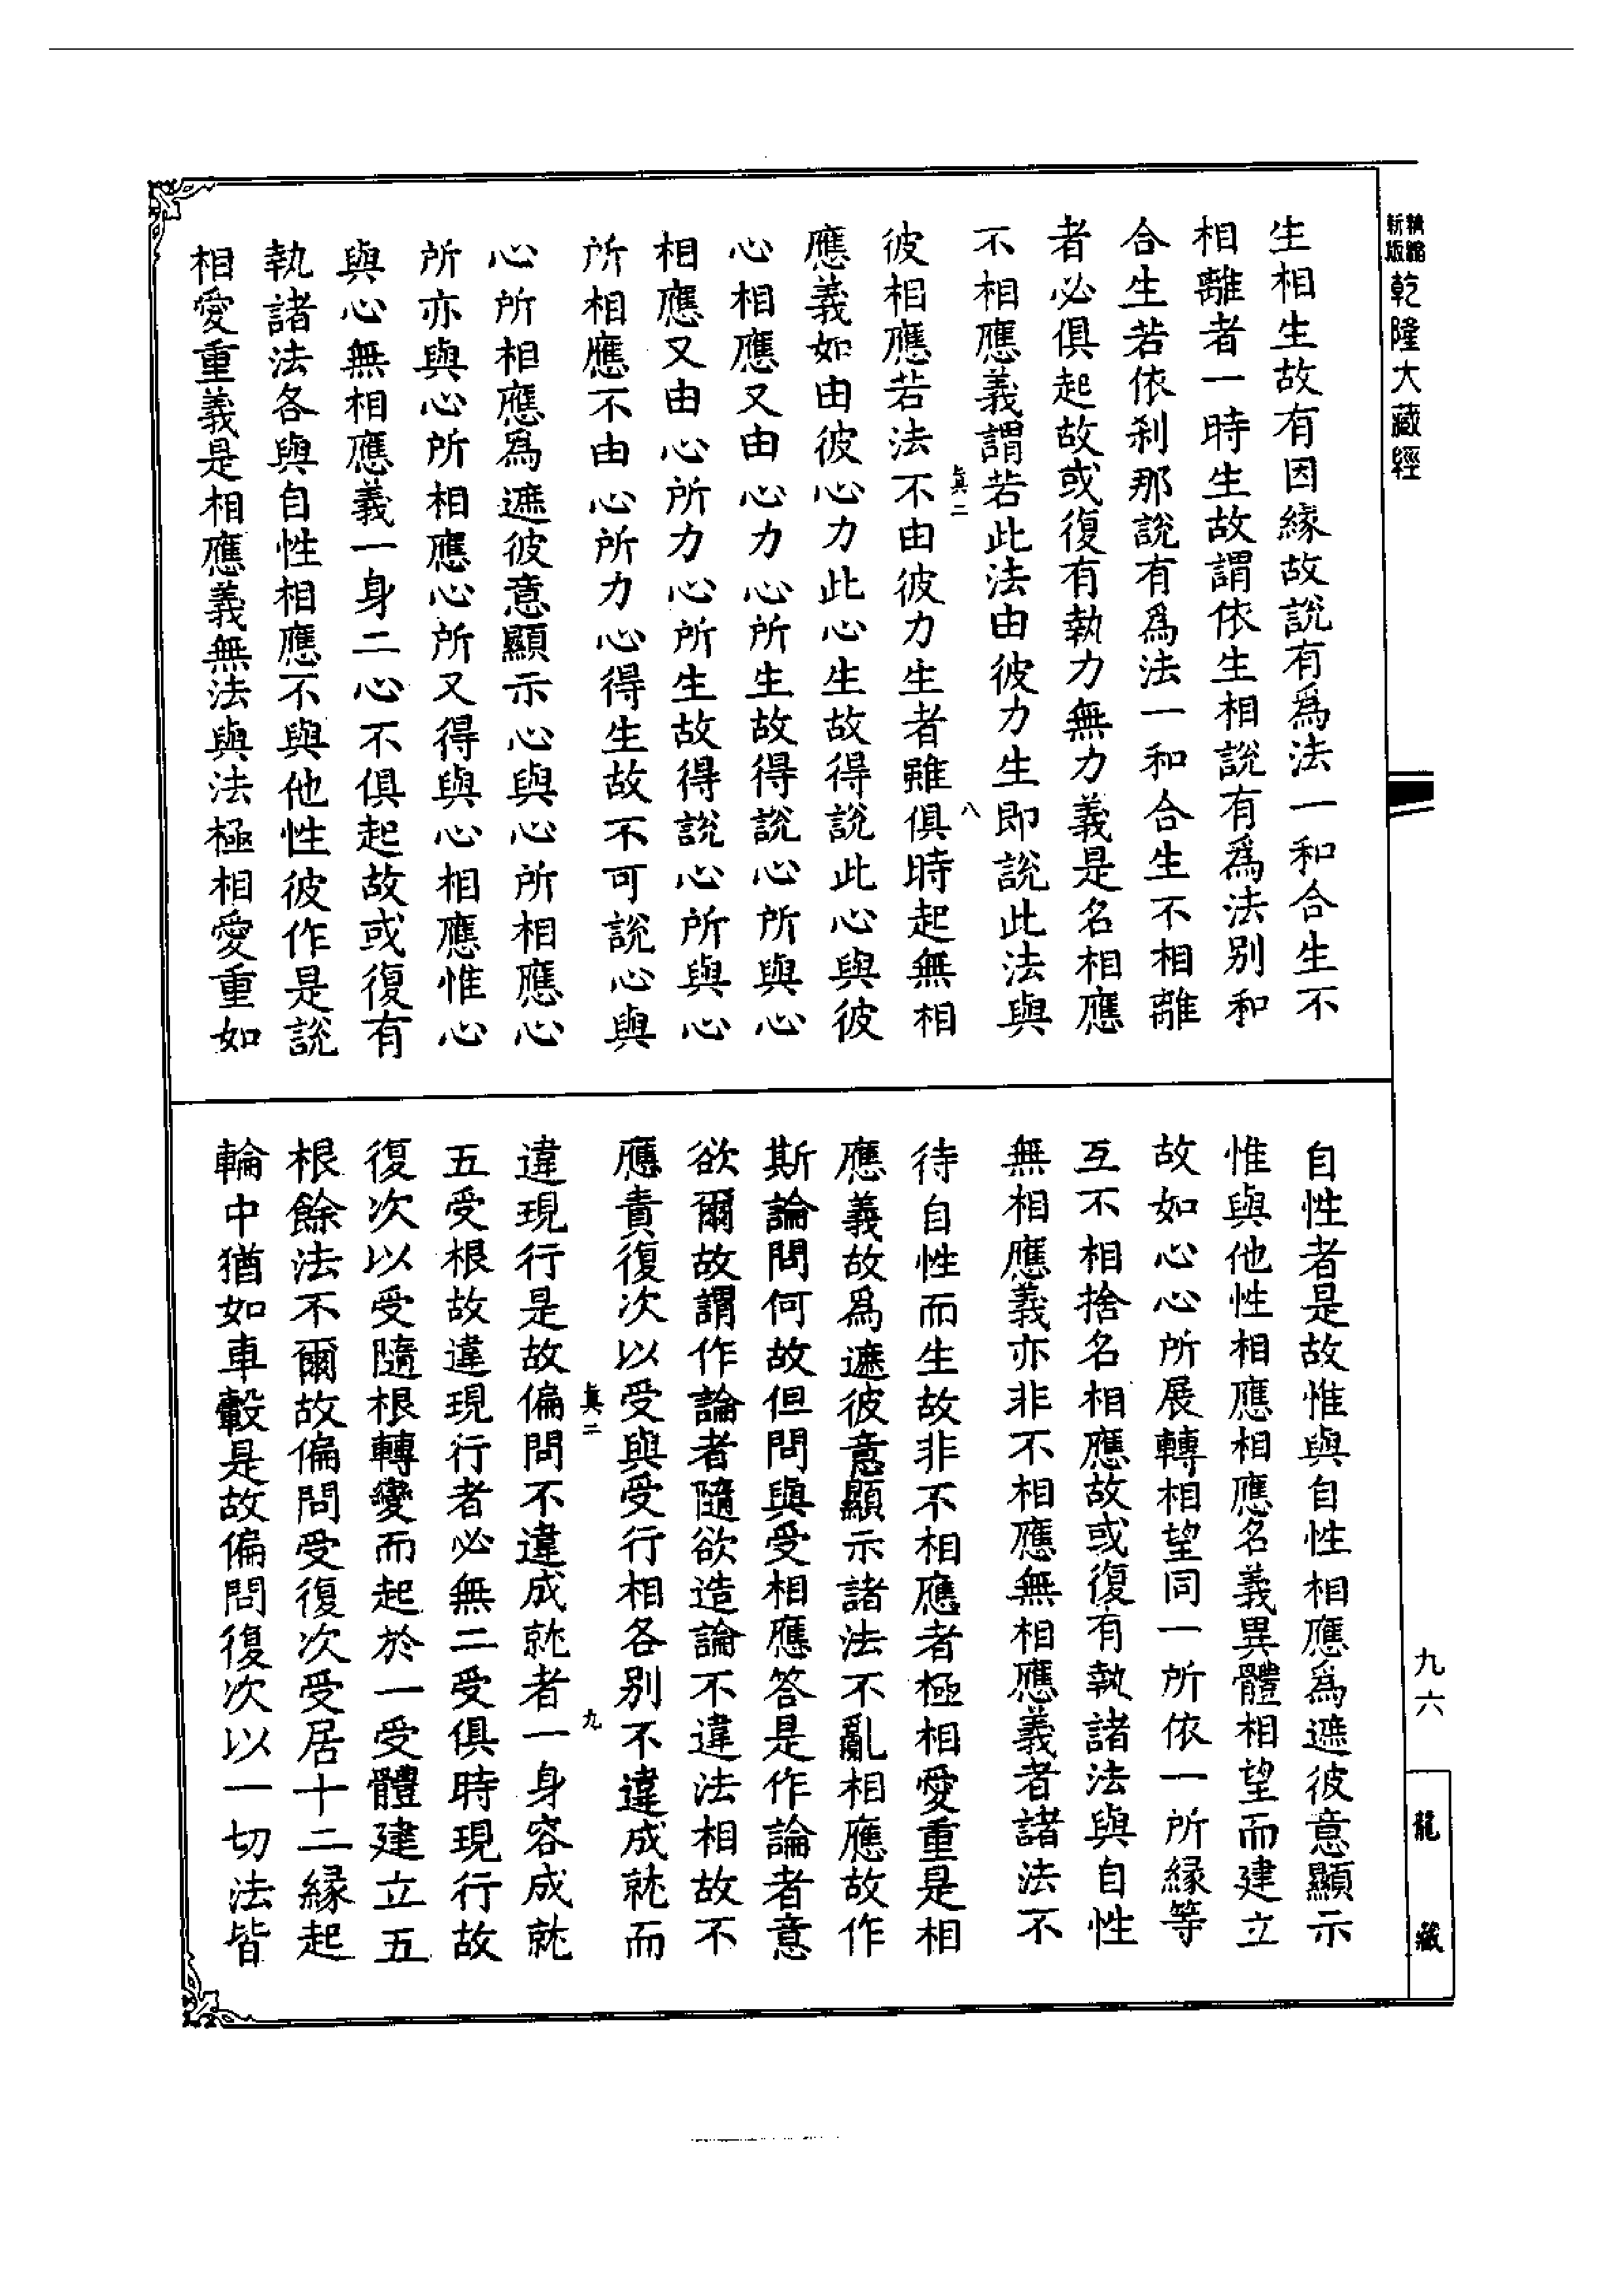 新版
精縮
乾隆大藏經
生相生故有因緣故說有爲法一和合生不
相離者一時生故謂依生相說有爲法別和
合生若依剎那說有爲法一和合生不相離
者必俱起故或復有執力無力義是名相應
不相應義謂若此法由彼力生即說此法與
真二
八
彼相應若法不由彼力生者雖俱時起無相
應義如由彼心力此心生故得說此心與彼
心相應又由心力心所生故得說心所與心
相應又由心所力心所生故得說心所與心
所相應不由心所力心得生故不可說心與
心所相應爲遮彼意顯示心與心所相應心
所亦與心所相應心所又得與心相應惟心
與心無相應義一身二心不俱起故或復有
執諸法各與自性相應不與他性彼作是說
相愛重義是相應義無法與法極相愛重如
自性者是故惟與自性相應爲遮彼意顯示
惟與他性相應相應名義異體相望而建立
故如心心所展轉相望同一所依一所緣等
互不相捨名相應故或復有執諸法與自性
無相應義亦非不相應無相應義者諸法不
待自性而生故非不相應者極相愛重是相
應義故爲遮彼意顯示諸法不亂相應故作
斯論問何故但問與受相應答是作論者意
欲爾故謂作論者隨欲造論不違法相故不
應責復次以受與受行相各別不違成就而
真二
九
違現行是故偏問不違成就者一身容成就
五受根故違現行者必無二受俱時現行故
復次以受隨根轉變而起於一受體建立五
根餘法不爾故偏問受復次受居十二緣起
輪中猶如車轂是故偏問復次以一切法皆
九六
龍藏